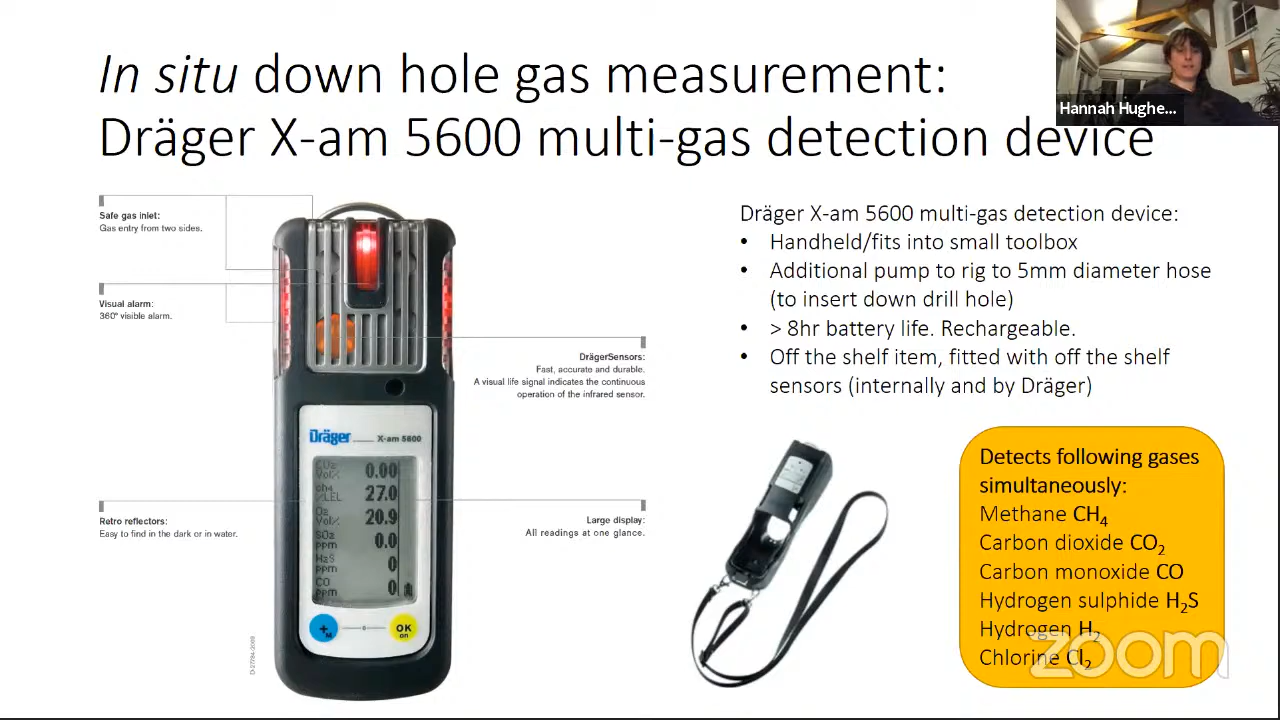 In situ down hole gas measurement:
Dräger X-am 5600 multi-gas detection device
Hannah Hughe...
Safe gas inlet:
Gas entry from two sides.
Visual alarm:
360° visible alarm.
DrägerSensors:
Fast, accurate and durable.
A visual life signal indicates the continuous
operation of the infrared sensor.
Retro reflectors:
Easy to find in the dark or in water.
Large display:
All readings at one glance.
Dräger X-am 5600
CO2 Vol% 0.00
ch4 %LEL 27.0
O2 Vol% 20.9
SO2 ppm 0.0
H2S ppm 0
CO ppm 0
+M
OK
on
D-27784-2009
Dräger X-am 5600 multi-gas detection device:
• Handheld/fits into small toolbox
• Additional pump to rig to 5mm diameter hose
(to insert down drill hole)
• > 8hr battery life. Rechargeable.
• Off the shelf item, fitted with off the shelf
sensors (internally and by Dräger)
Detects following gases
simultaneously:
Methane CH4
Carbon dioxide CO2
Carbon monoxide CO
Hydrogen sulphide H2S
Hydrogen H2
Chlorine Cl2
zoom